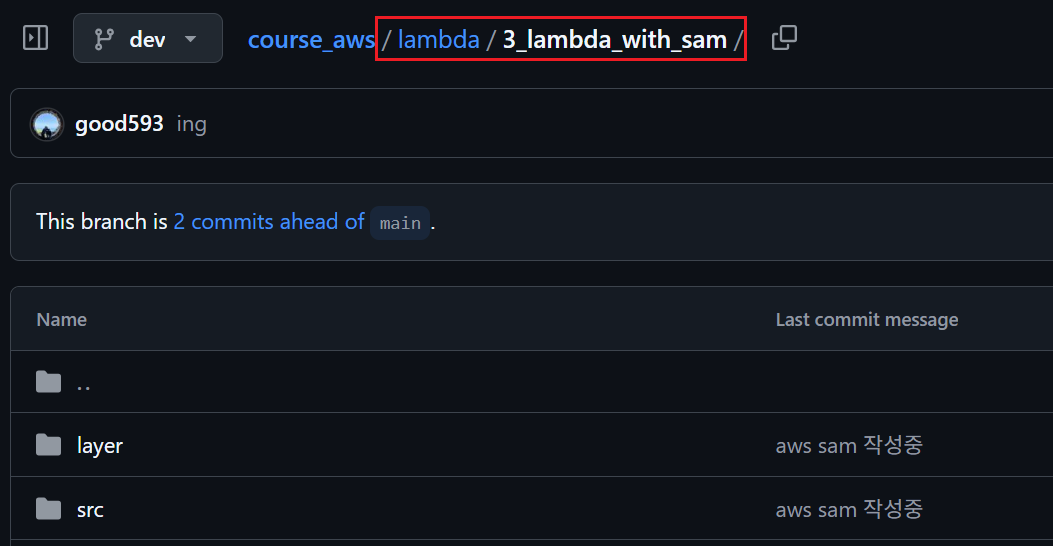 dev course_aws / lambda / 3_lambda_with_sam /
good593 ing
This branch is 2 commits ahead of main .
Name Last commit message
..
layer aws sam 작성중
src aws sam 작성중